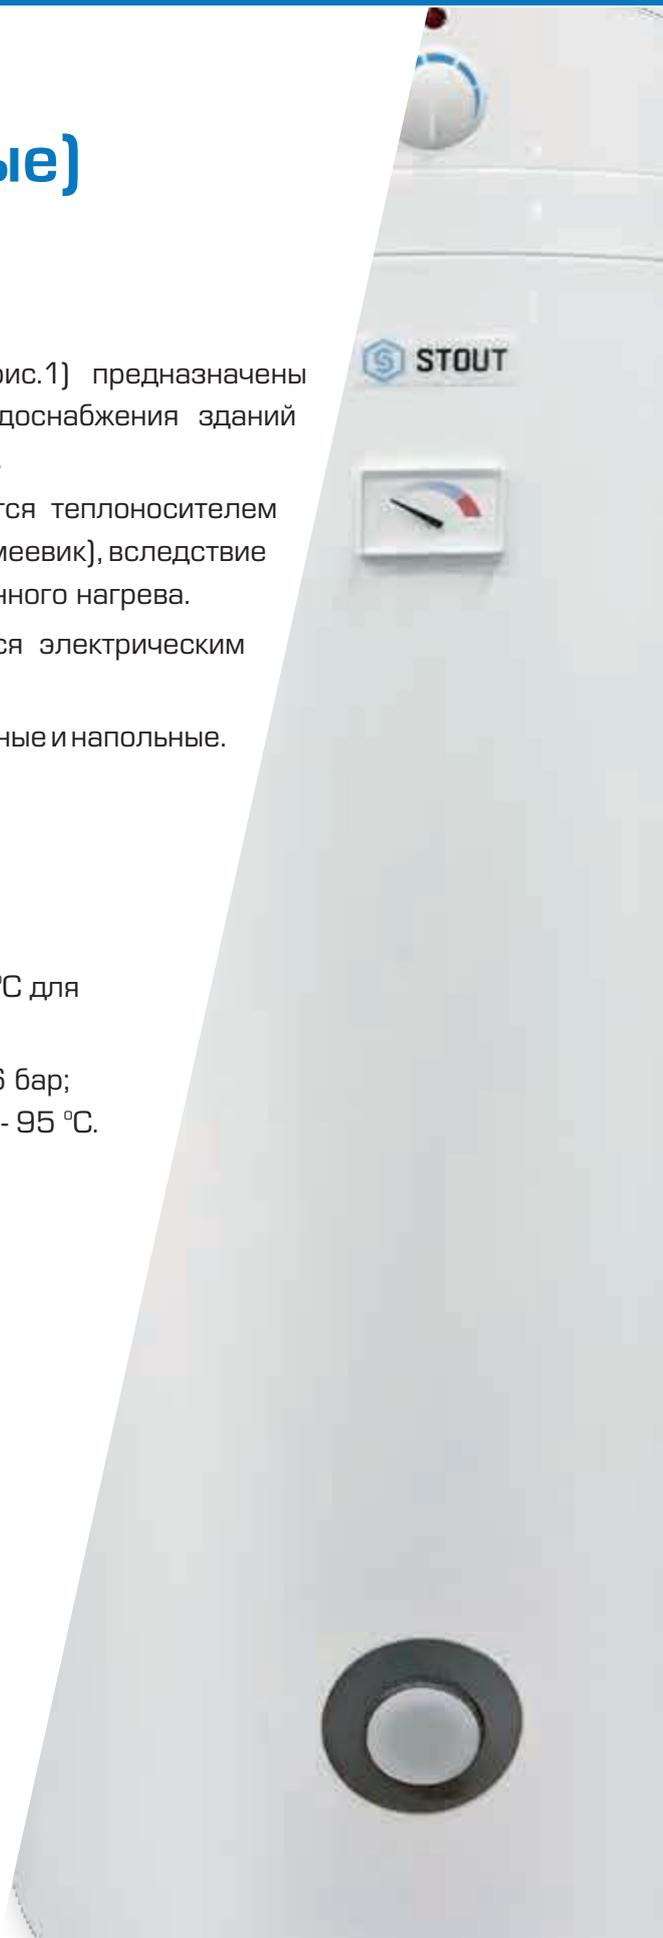 ые)
рис.1) предназначены
доснабжения зданий
тся теплоносителем
меевик), вследствие
нного нагрева.
ся электрическим
ные и напольные.
°С для
6 бар;
- 95 °С.
STOUT